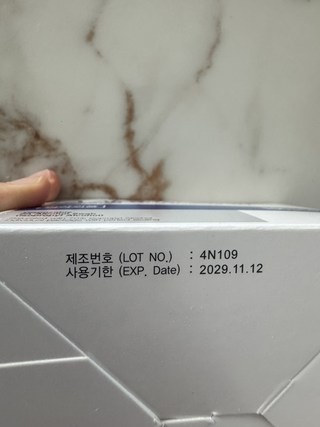 제조번호 (LOT NO.) : 4N109
사용기한 (EXP. Date) : 2029.11.12